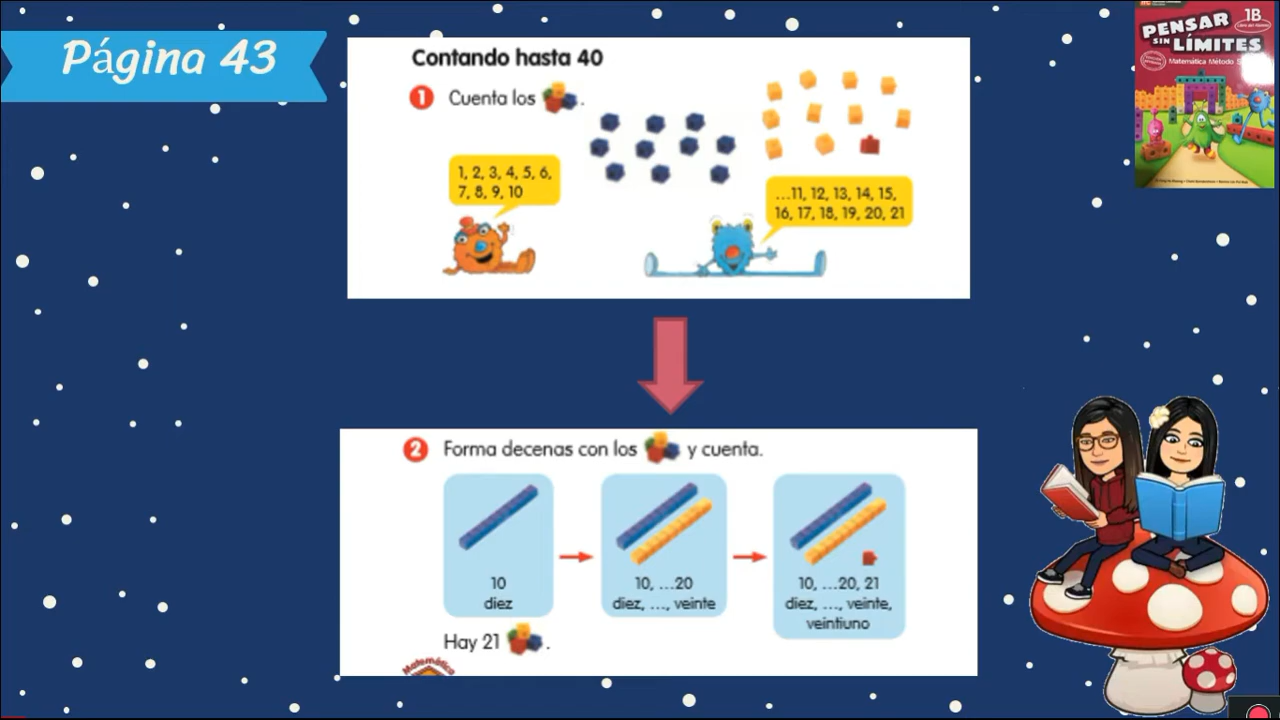 Página 43
Contando hasta 40
1 Cuenta los .
1, 2, 3, 4, 5, 6,
7, 8, 9, 10
...11, 12, 13, 14, 15,
16, 17, 18, 19, 20, 21
2 Forma decenas con los y cuenta.
10
diez
10, ...20
diez, ..., veinte
10, ...20, 21
diez, ..., veinte,
veintiuno
Hay 21 .
Matemática
1B
PENSAR
SIN LÍMITES
Matemática Método